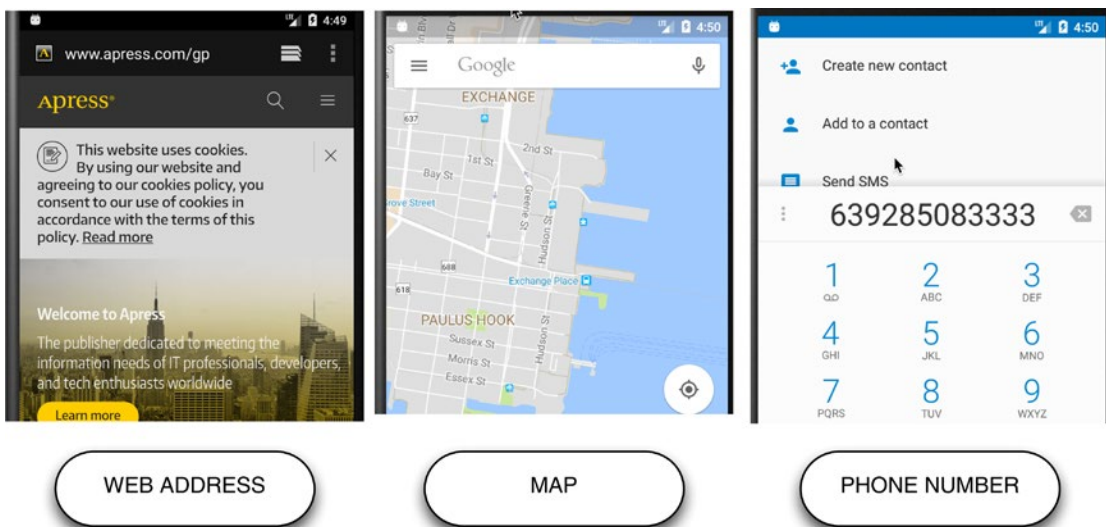 4:49
www.apress.com/gp
Apress®
This website uses cookies.
By using our website and
agreeing to our cookies policy, you
consent to our use of cookies in
accordance with the terms of this
policy. Read more
Welcome to Apress
The publisher dedicated to meeting the
information needs of IT professionals, developers,
and tech enthusiasts worldwide
Learn more
WEB ADDRESS
4:50
Google
EXCHANGE
637
2nd St
1st St
Bay St
Grove Street
Greene St
Hudson St
688
Exchange Place
618
PAULUS HOOK
Sussex St
Hudson St
Morris St
Essex St
MAP
4:50
Create new contact
Add to a contact
Send SMS
639285083333
1 2 3
ABC DEF
4 5 6
GHI JKL MNO
7 8 9
PQRS TUV WXYZ
PHONE NUMBER